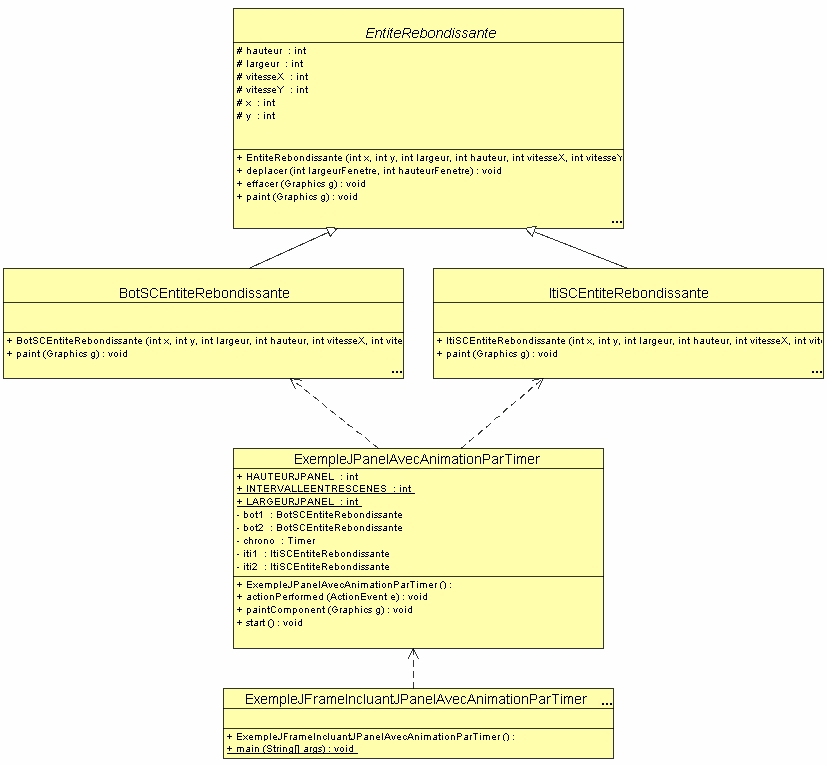 EntiteRebondissante
# hauteur : int
# largeur : int
# vitesseX : int
# vitesseY : int
# x : int
# y : int
+ EntiteRebondissante (int x, int y, int largeur, int hauteur, int vitesseX, int vitesseY
+ deplacer (int largeurFenetre, int hauteurFenetre) : void
+ effacer (Graphics g) : void
+ paint (Graphics g) : void
...
BotSCEntiteRebondissante
+ BotSCEntiteRebondissante (int x, int y, int largeur, int hauteur, int vitesseX, int vite
+ paint (Graphics g) : void
...
ItiSCEntiteRebondissante
+ ItiSCEntiteRebondissante (int x, int y, int largeur, int hauteur, int vitesseX, int vit
+ paint (Graphics g) : void
...
ExempleJPanelAvecAnimationParTimer
+ HAUTEURJPANEL : int
+ INTERVALLEENTRESCENES : int
+ LARGEURJPANEL : int
- bot1 : BotSCEntiteRebondissante
- bot2 : BotSCEntiteRebondissante
- chrono : Timer
- iti1 : ItiSCEntiteRebondissante
- iti2 : ItiSCEntiteRebondissante
+ ExempleJPanelAvecAnimationParTimer () :
+ actionPerformed (ActionEvent e) : void
+ paintComponent (Graphics g) : void
+ start () : void
ExempleJFrameIncluantJPanelAvecAnimationParTimer ...
+ ExempleJFrameIncluantJPanelAvecAnimationParTimer () :
+ main (String[] args) : void